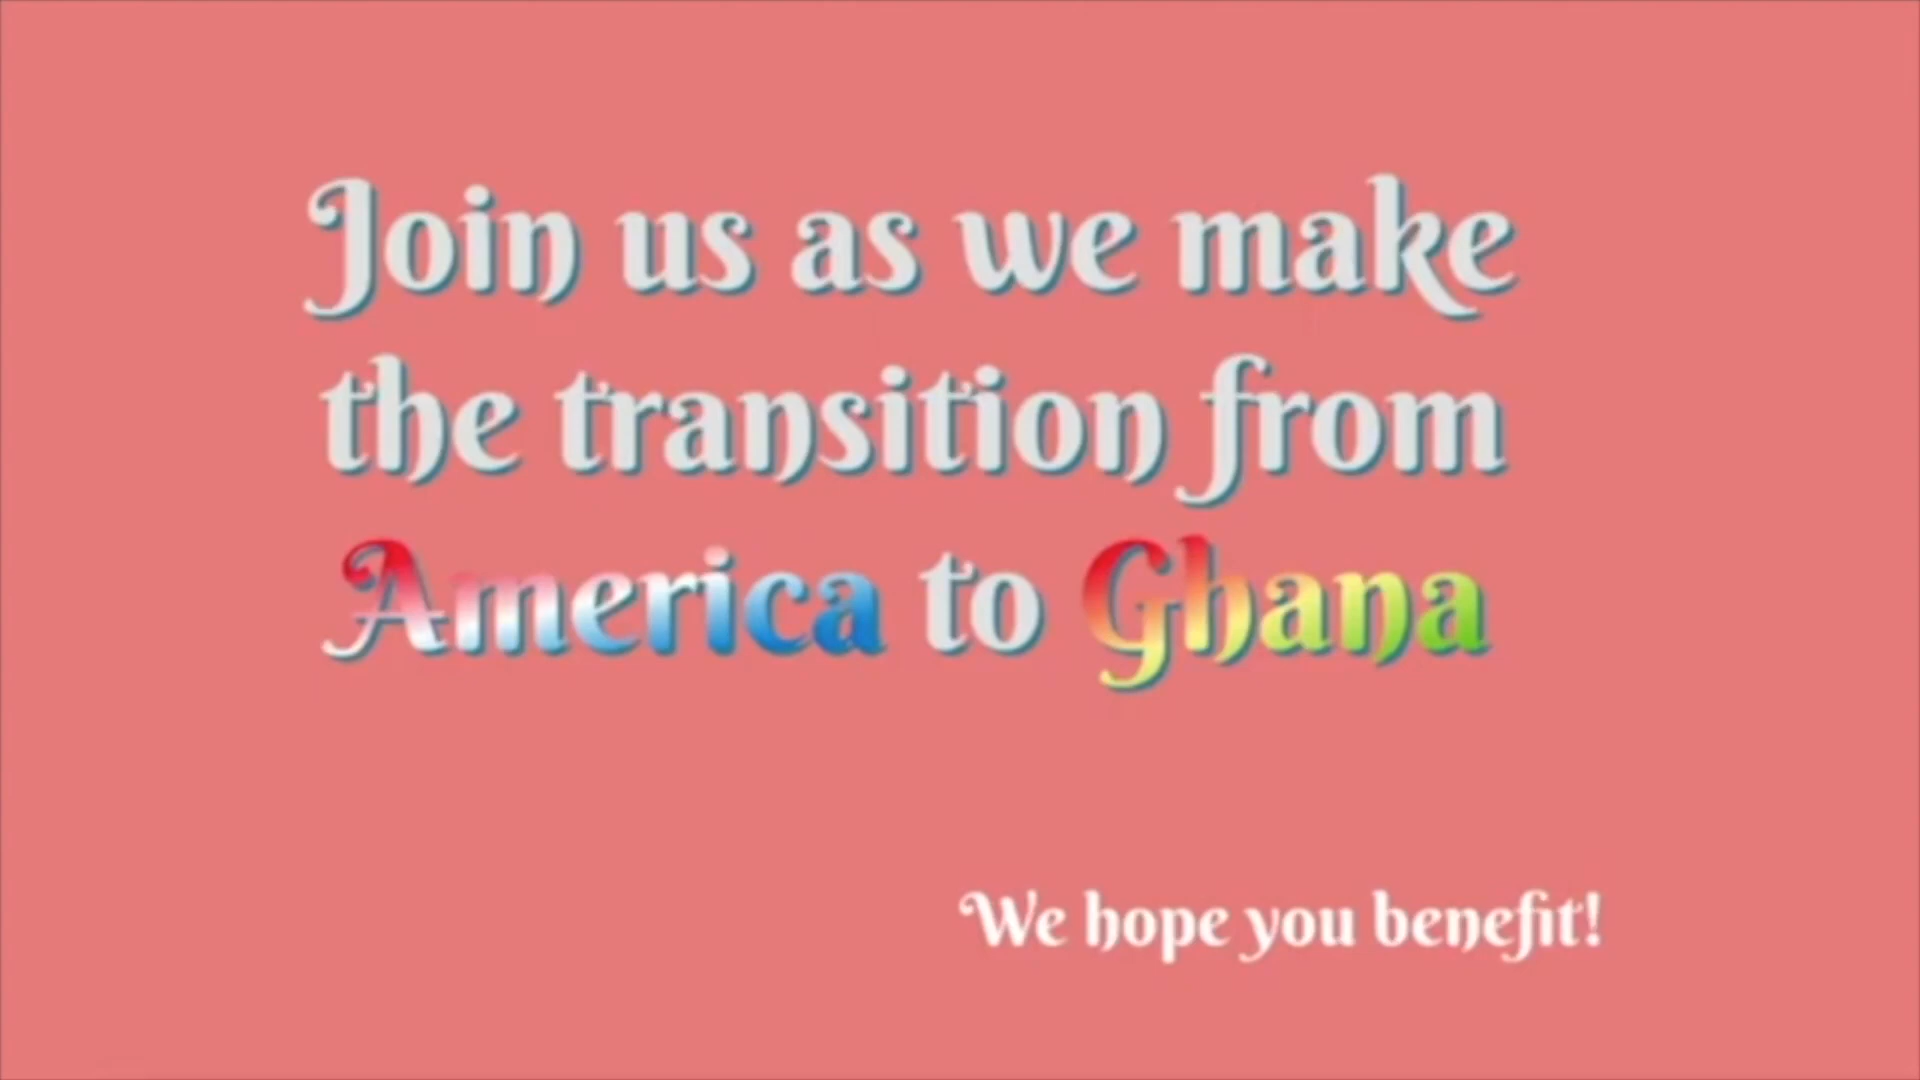 Join us as we make
the transition from
America to Ghana
We hope you benefit!